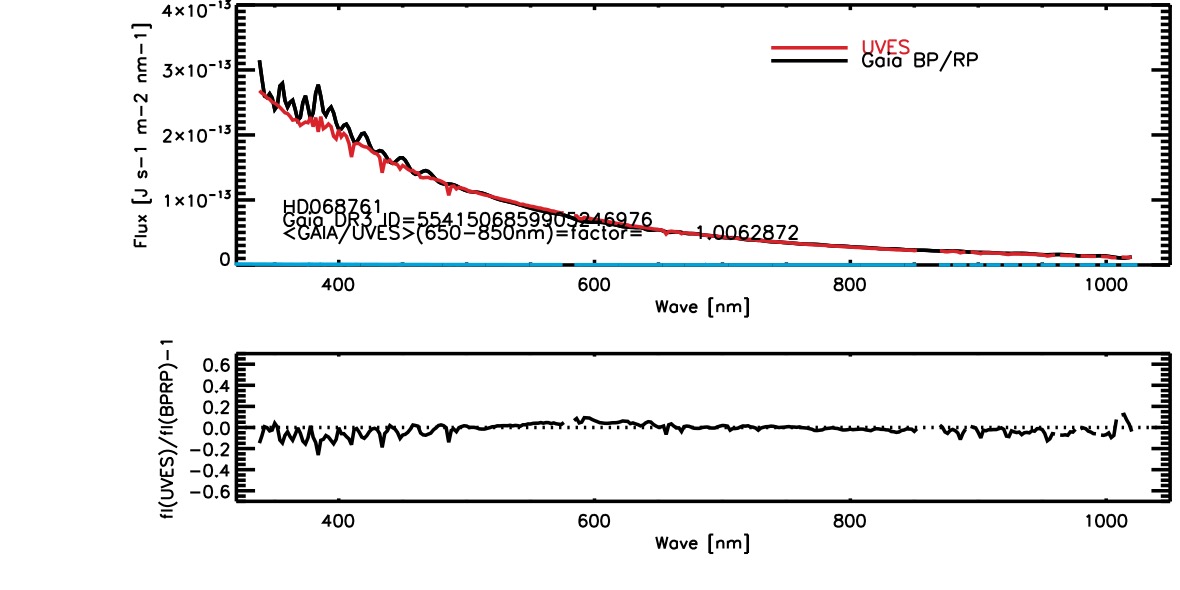 4×10−13
3×10−13
2×10−13
1×10−13
0
Flux [J s−1 m−2 nm−1]
UVES
Gaia BP/RP
HD068761
Gaia DR3 ID=5541506859905246976
<GAIA/UVES>(650−850nm)=factor= 1.0062872
400 600 800 1000
Wave [nm]
fl(UVES)/fl(BPRP)−1
0.6
0.4
0.2
0.0
−0.2
−0.4
−0.6
400 600 800 1000
Wave [nm]